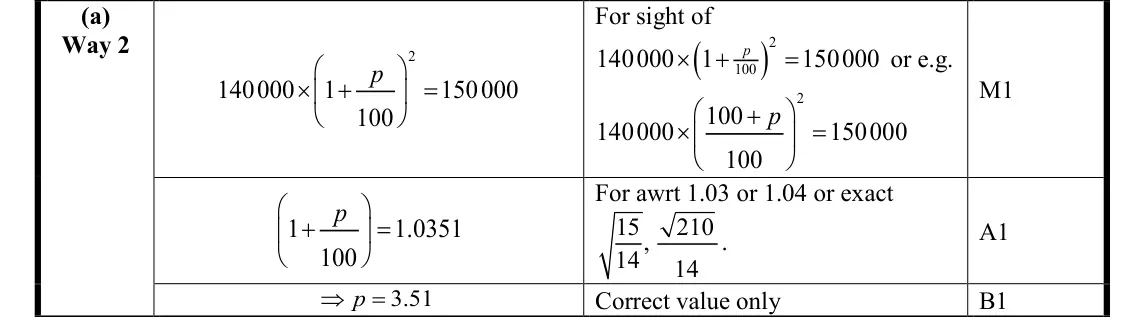 (a)
Way 2
140000×(1+p/100)²=150000
For sight of
140000×(1+p/100)²=150000 or e.g.
140000×((100+p)/100)²=150000
M1
(1+p/100)=1.0351
For awrt 1.03 or 1.04 or exact
√(15/14), √210/14.
A1
⇒ p = 3.51
Correct value only
B1